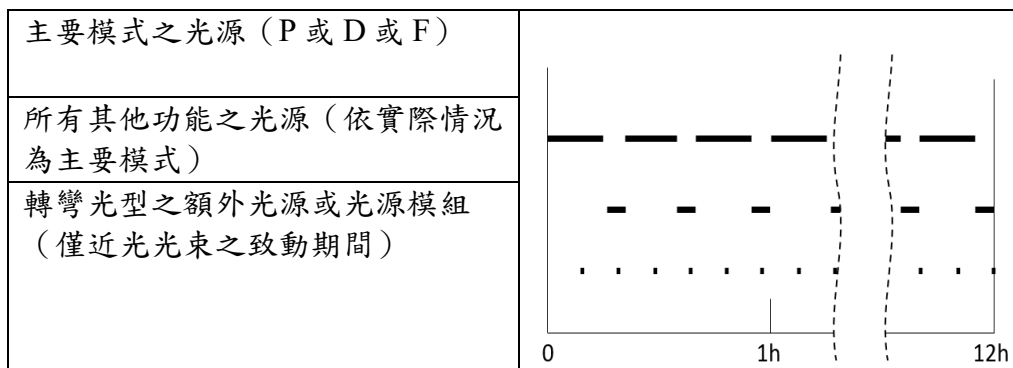 主要模式之光源（P 或 D 或 F）
所有其他功能之光源（依實際情況
為主要模式）
轉彎光型之額外光源或光源模組
（僅近光光束之致動期間）
0 1h 12h